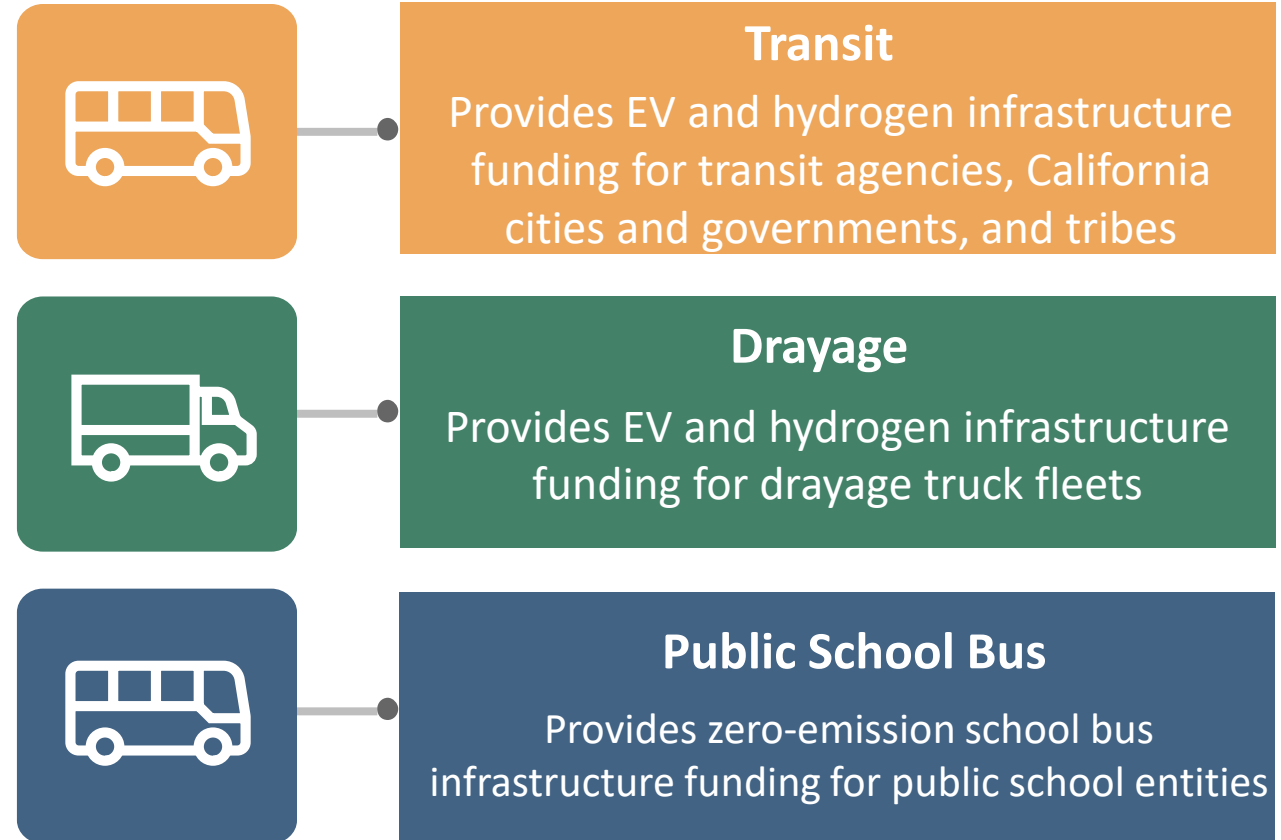 Transit
Provides EV and hydrogen infrastructure
funding for transit agencies, California
cities and governments, and tribes
Drayage
Provides EV and hydrogen infrastructure
funding for drayage truck fleets
Public School Bus
Provides zero-emission school bus
infrastructure funding for public school entities